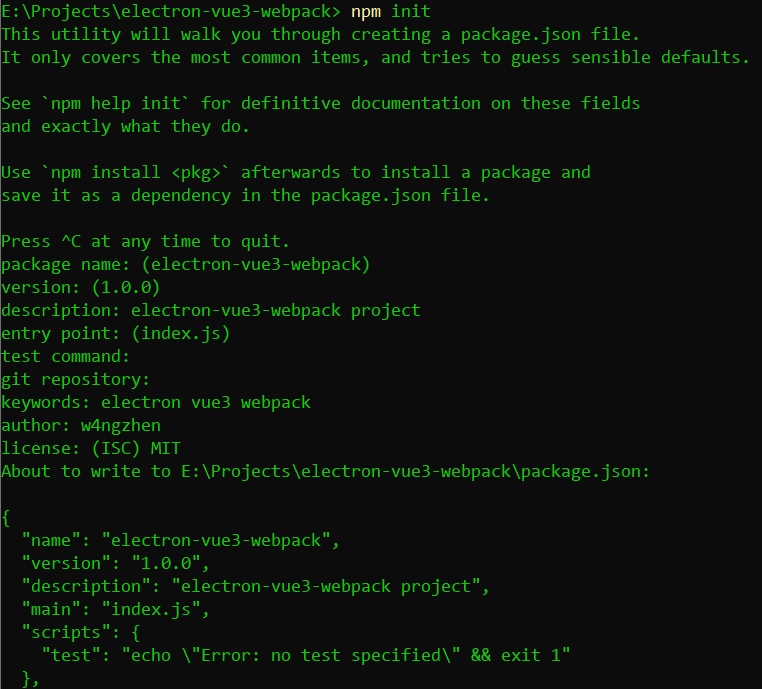 E:\Projects\electron-vue3-webpack> npm init
This utility will walk you through creating a package.json file.
It only covers the most common items, and tries to guess sensible defaults.
See `npm help init` for definitive documentation on these fields
and exactly what they do.
Use `npm install <pkg>` afterwards to install a package and
save it as a dependency in the package.json file.
Press ^C at any time to quit.
package name: (electron-vue3-webpack)
version: (1.0.0)
description: electron-vue3-webpack project
entry point: (index.js)
test command:
git repository:
keywords: electron vue3 webpack
author: w4ngzhen
license: (ISC) MIT
About to write to E:\Projects\electron-vue3-webpack\package.json:
{
  "name": "electron-vue3-webpack",
  "version": "1.0.0",
  "description": "electron-vue3-webpack project",
  "main": "index.js",
  "scripts": {
    "test": "echo \"Error: no test specified\" && exit 1"
  },